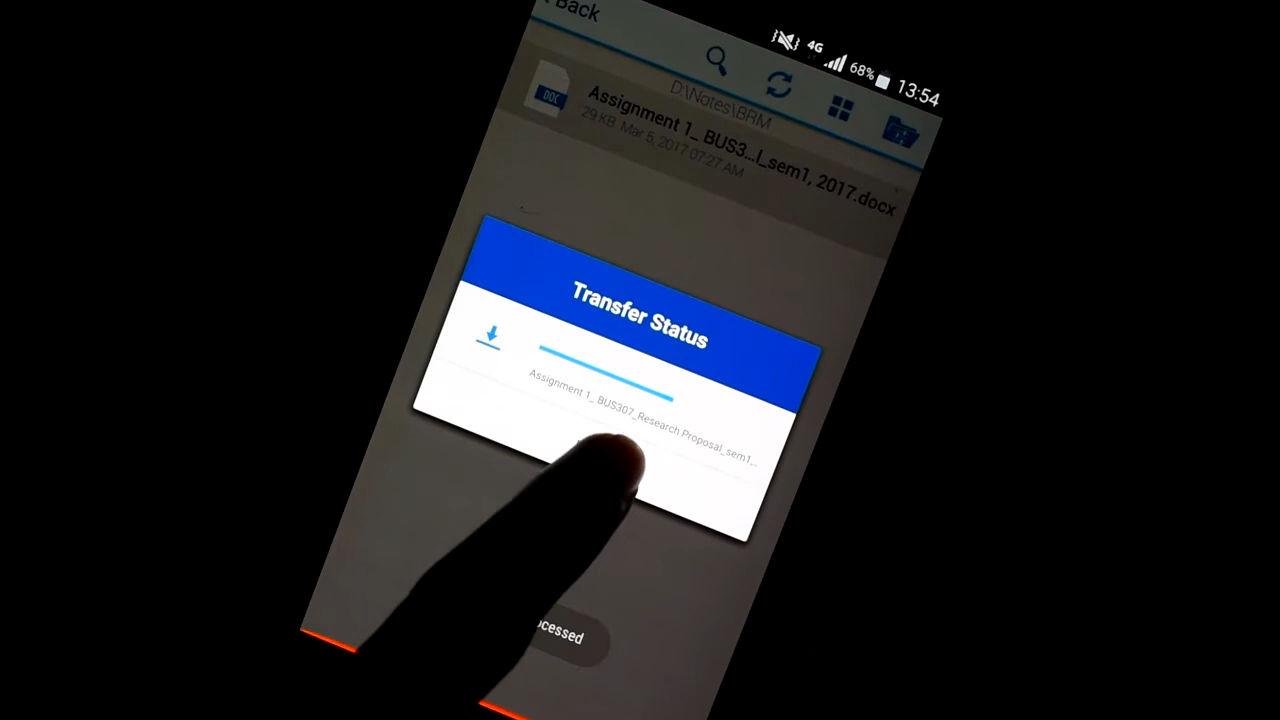 Back
4G
68%
13:54
D:\Notes\BRM
DOC
Assignment 1_ BUS3...l_sem1, 2017.docx
29 KB Mar 5, 2017 07:27 AM
Transfer Status
Assignment 1_ BUS307_Research Proposal_sem1_..
ocessed